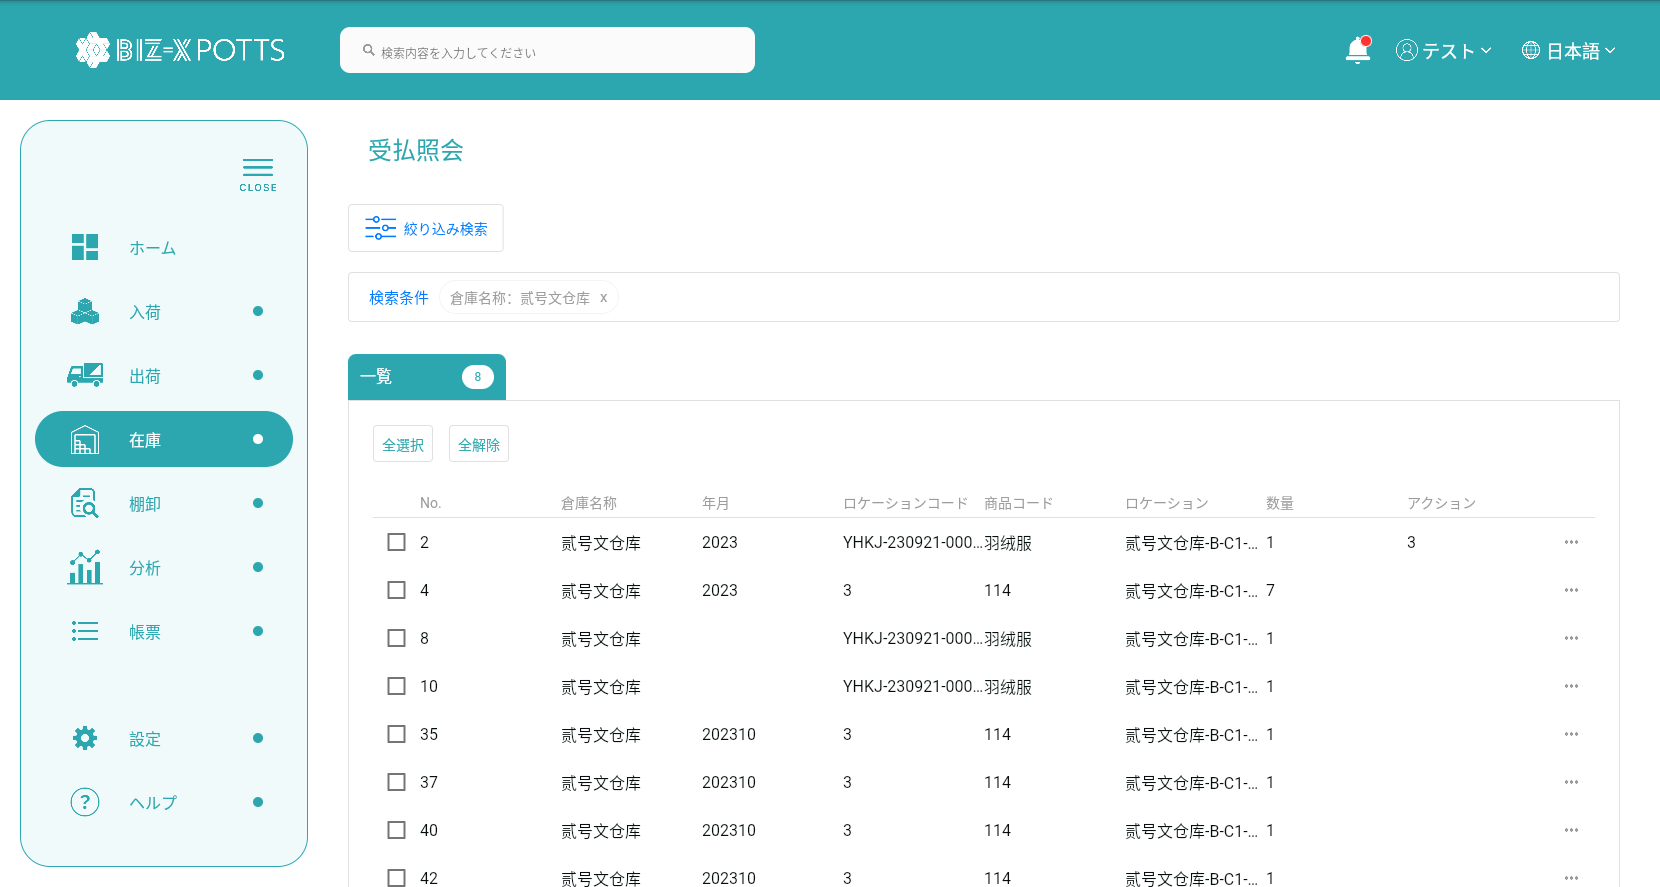 BIZ-X POTTS
検索内容を入力してください
テスト
日本語
CLOSE
ホーム
入荷
出荷
在庫
棚卸
分析
帳票
設定
ヘルプ
受払照会
絞り込み検索
検索条件 倉庫名称：贰号文仓库 x
一覧 8
全選択 全解除
No. 倉庫名称 年月 ロケーションコード 商品コード ロケーション 数量 アクション
2 贰号文仓库 2023 YHKJ-230921-000... 羽绒服 贰号文仓库-B-C1-... 1 3 ...
4 贰号文仓库 2023 3 114 贰号文仓库-B-C1-... 7 ...
8 贰号文仓库 YHKJ-230921-000... 羽绒服 贰号文仓库-B-C1-... 1 ...
10 贰号文仓库 YHKJ-230921-000... 羽绒服 贰号文仓库-B-C1-... 1 ...
35 贰号文仓库 202310 3 114 贰号文仓库-B-C1-... 1 ...
37 贰号文仓库 202310 3 114 贰号文仓库-B-C1-... 1 ...
40 贰号文仓库 202310 3 114 贰号文仓库-B-C1-... 1 ...
42 贰号文仓库 202310 3 114 贰号文仓库-B-C1-... 1 ...